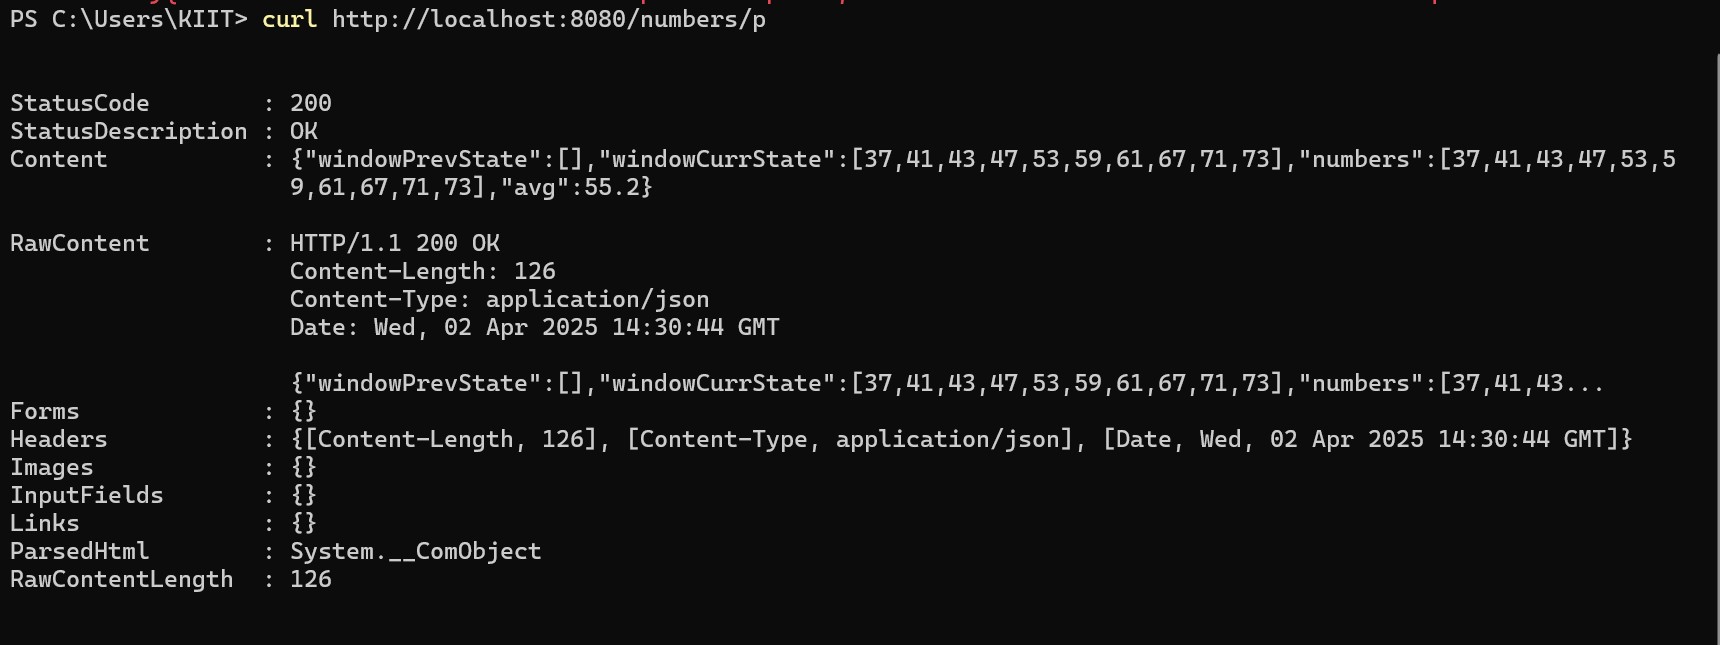 PS C:\Users\KIIT> curl http://localhost:8080/numbers/p
StatusCode        : 200
StatusDescription : OK
Content           : {"windowPrevState":[],"windowCurrState":[37,41,43,47,53,59,61,67,71,73],"numbers":[37,41,43,47,53,5
                    9,61,67,71,73],"avg":55.2}
RawContent        : HTTP/1.1 200 OK
                    Content-Length: 126
                    Content-Type: application/json
                    Date: Wed, 02 Apr 2025 14:30:44 GMT
                    {"windowPrevState":[],"windowCurrState":[37,41,43,47,53,59,61,67,71,73],"numbers":[37,41,43...
Forms             : {}
Headers           : {[Content-Length, 126], [Content-Type, application/json], [Date, Wed, 02 Apr 2025 14:30:44 GMT]}
Images            : {}
InputFields       : {}
Links             : {}
ParsedHtml        : System.__ComObject
RawContentLength  : 126